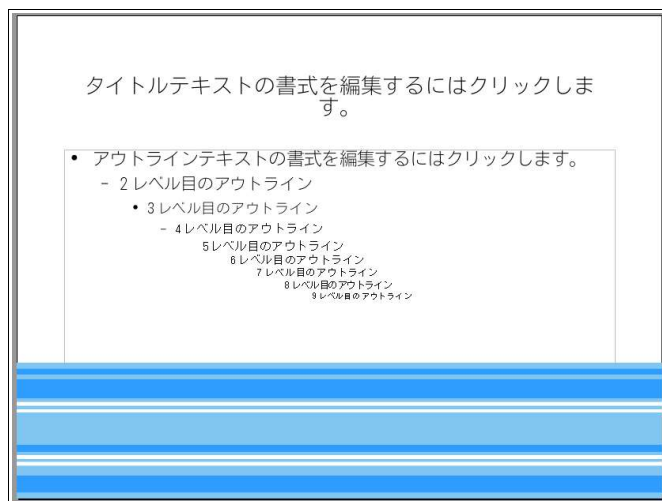 タイトルテキストの書式を編集するにはクリックしま
す。
• アウトラインテキストの書式を編集するにはクリックします。
– 2レベル目のアウトライン
• 3レベル目のアウトライン
– 4レベル目のアウトライン
5レベル目のアウトライン
6レベル目のアウトライン
7レベル目のアウトライン
8レベル目のアウトライン
9レベル目のアウトライン